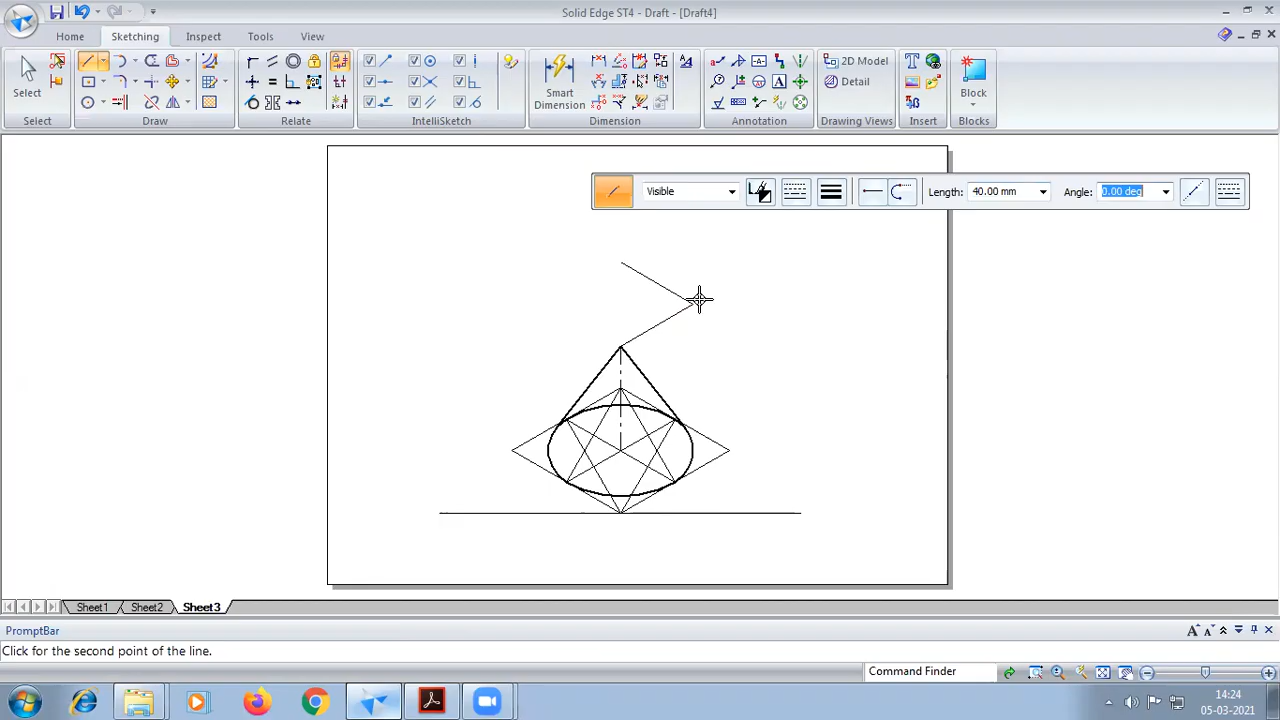 Solid Edge ST4 - Draft - [Draft4]
Home Sketching Inspect Tools View
Select
Smart
Dimension
2D Model
Detail
Block
Select Draw Relate IntelliSketch Dimension Annotation Drawing Views Insert Blocks
Visible Length: 40.00 mm Angle: 0.00 deg
Sheet1 Sheet2 Sheet3
PromptBar
Click for the second point of the line.
Command Finder
14:24
05-03-2021